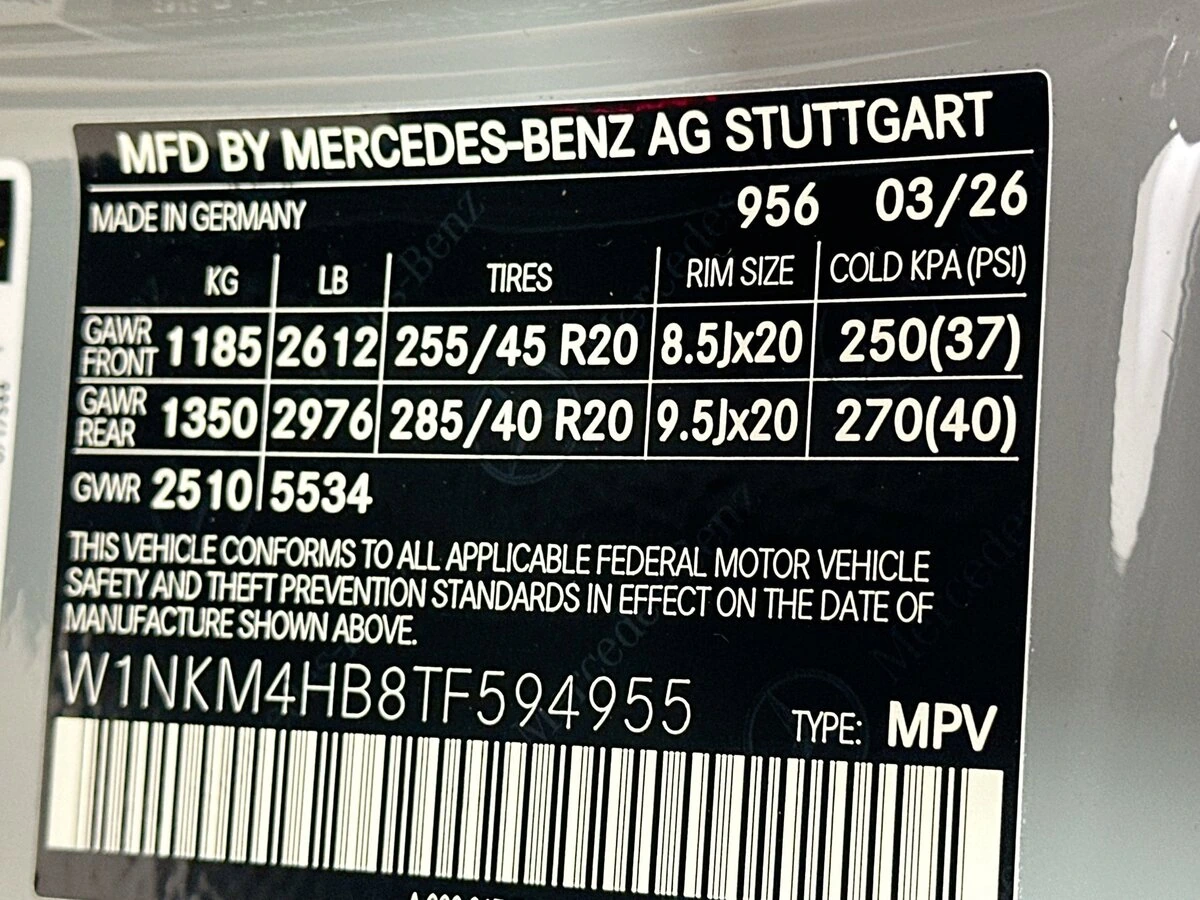 MFD BY MERCEDES-BENZ AG STUTTGART
MADE IN GERMANY 956 03/26
KG LB TIRES RIM SIZE COLD KPA (PSI)
GAWR FRONT 1185 2612 255/45 R20 8.5Jx20 250(37)
GAWR REAR 1350 2976 285/40 R20 9.5Jx20 270(40)
GVWR 2510 5534
THIS VEHICLE CONFORMS TO ALL APPLICABLE FEDERAL MOTOR VEHICLE
SAFETY AND THEFT PREVENTION STANDARDS IN EFFECT ON THE DATE OF
MANUFACTURE SHOWN ABOVE.
W1NKM4HB8TF594955
TYPE: MPV